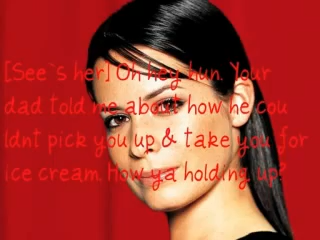 [See`s her] Oh hey hun. Your
dad told me about how he cou
ldnt pick you up & take you for
ice cream. How ya holding up?